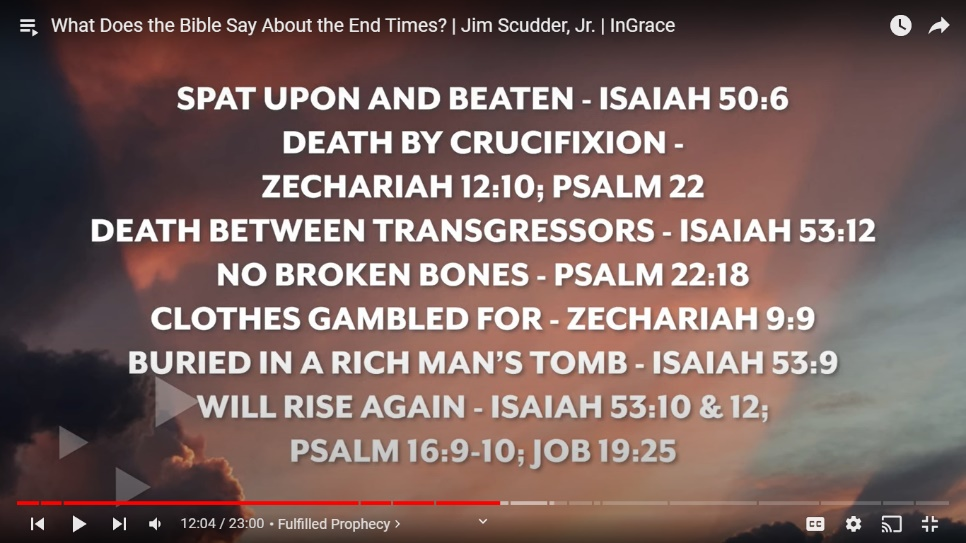 What Does the Bible Say About the End Times? | Jim Scudder, Jr. | InGrace
SPAT UPON AND BEATEN - ISAIAH 50:6
DEATH BY CRUCIFIXION -
ZECHARIAH 12:10; PSALM 22
DEATH BETWEEN TRANSGRESSORS - ISAIAH 53:12
NO BROKEN BONES - PSALM 22:18
CLOTHES GAMBLED FOR - ZECHARIAH 9:9
BURIED IN A RICH MAN'S TOMB - ISAIAH 53:9
WILL RISE AGAIN - ISAIAH 53:10 & 12;
PSALM 16:9-10; JOB 19:25
12:04 / 23:00 • Fulfilled Prophecy >
CC